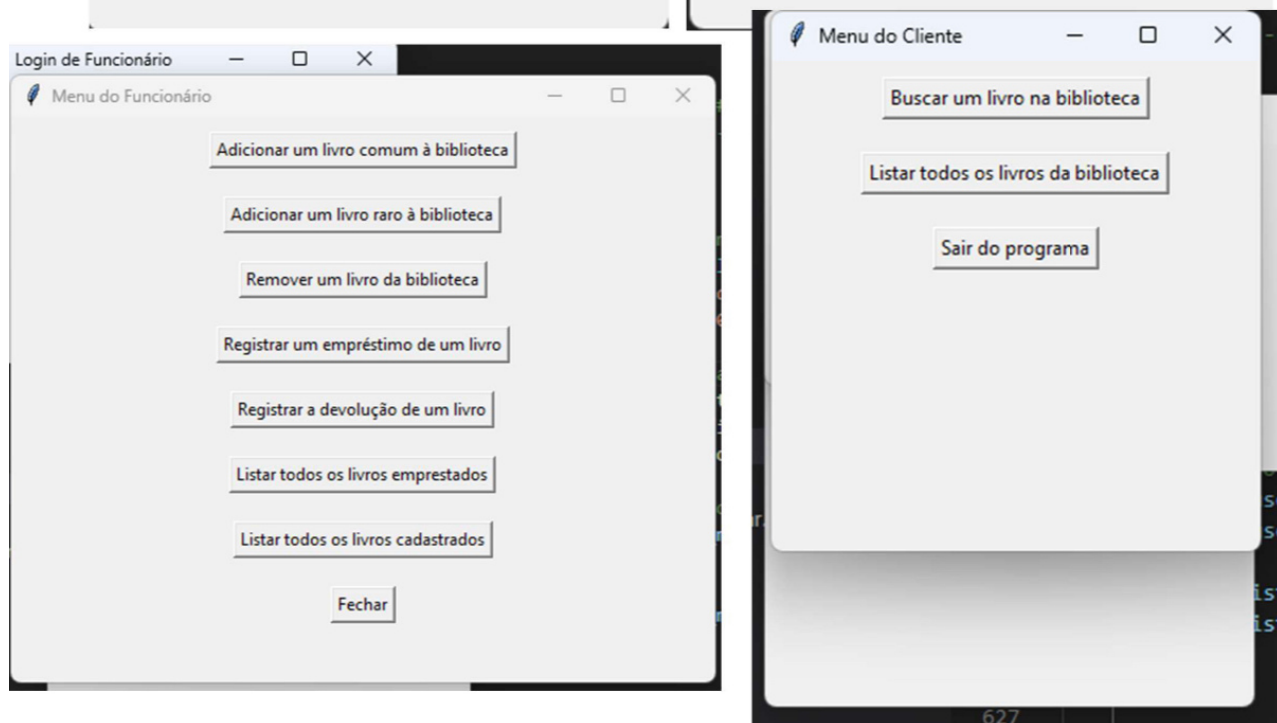 Login de Funcionário
Menu do Funcionário
Adicionar um livro comum à biblioteca
Adicionar um livro raro à biblioteca
Remover um livro da biblioteca
Registrar um empréstimo de um livro
Registrar a devolução de um livro
Listar todos os livros emprestados
Listar todos os livros cadastrados
Fechar
Menu do Cliente
Buscar um livro na biblioteca
Listar todos os livros da biblioteca
Sair do programa
627